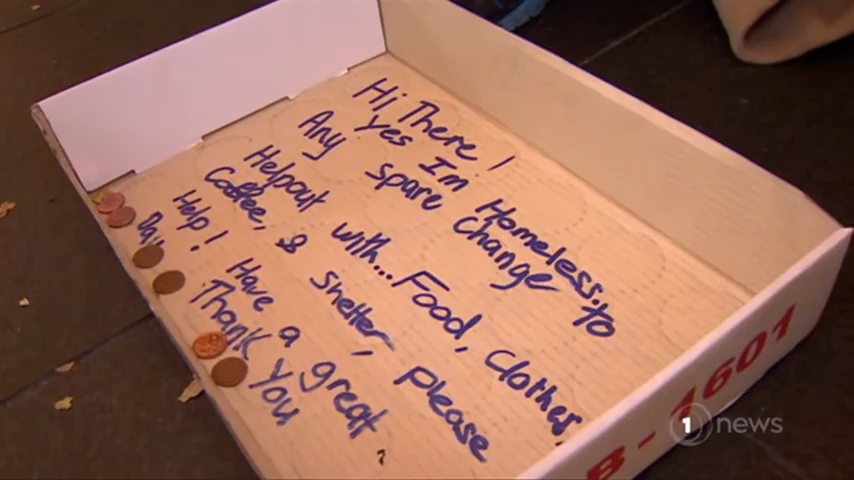 Hi There!
yes Im Homeless, to
Any spare Change
Helpout with... Food, Clothes,
Coffee, & Shelter, please
Help! Have a great
Day Thank you
1 news